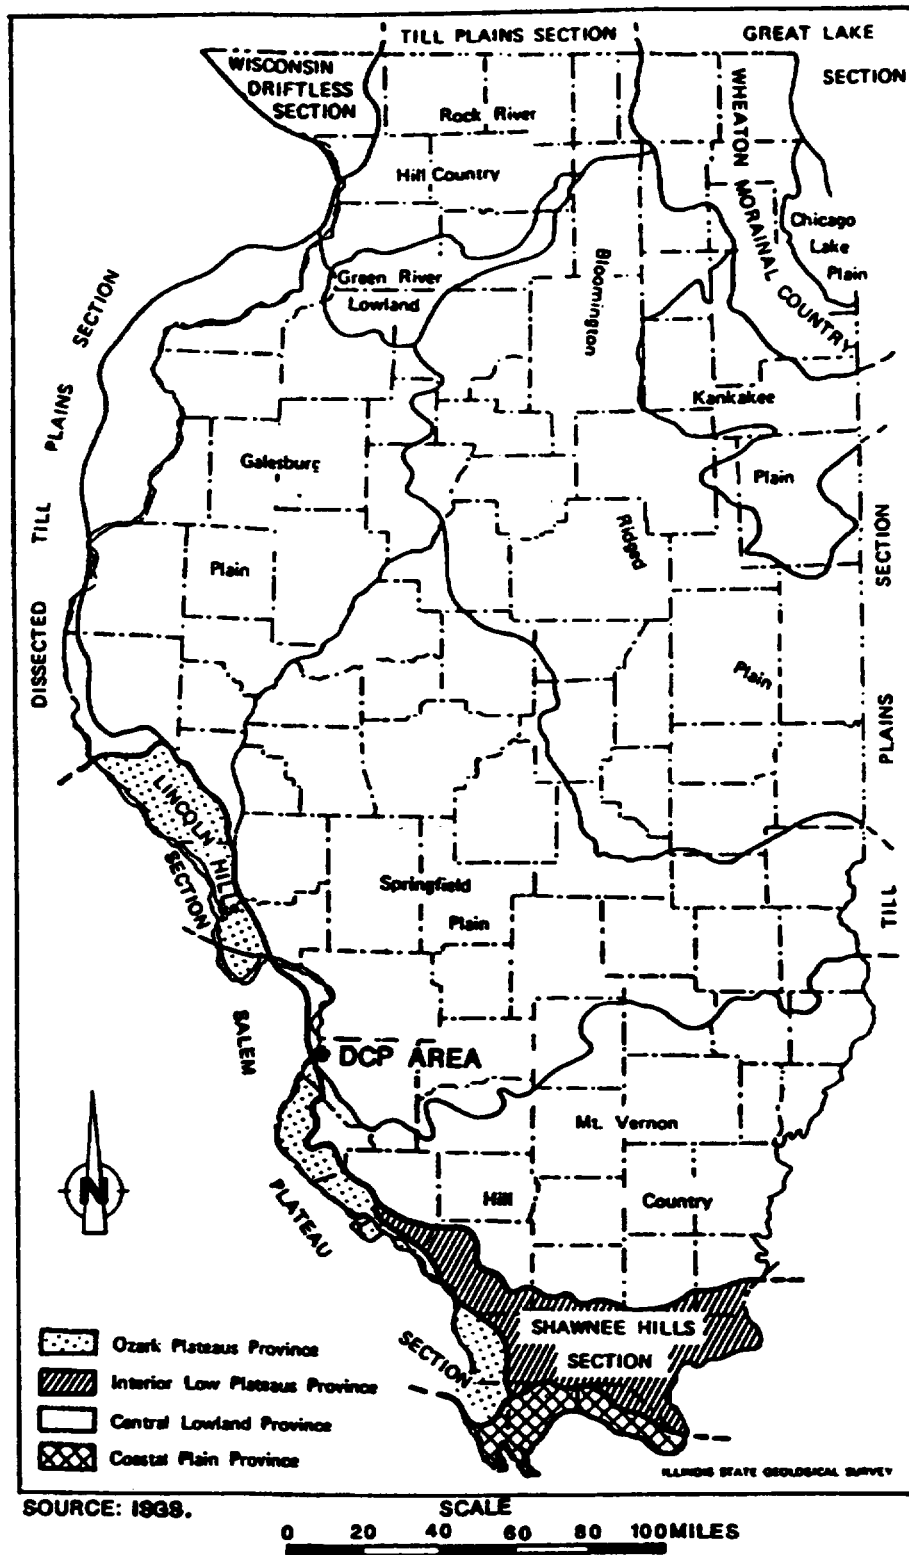 TILL PLAINS SECTION
GREAT LAKE
SECTION
WISCONSIN
DRIFTLESS
SECTION
Rock River
Hill Country
WHEATON MORAINAL COUNTRY
Chicago
Lake
Plain
Green River
Lowland
Bloomington
Ridged
Plain
Kankakee
Plain
Galesburg
Plain
DISSECTED TILL PLAINS SECTION
TILL PLAINS SECTION
LINCOLN HILLS
SECTION
Springfield
Plain
SALEM
PLATEAU
SECTION
DCP AREA
Mt. Vernon
Hill Country
N
SHAWNEE HILLS
SECTION
Ozark Plateaus Province
Interior Low Plateaus Province
Central Lowland Province
Coastal Plain Province
ILLINOIS STATE GEOLOGICAL SURVEY
SOURCE: ISGS.
SCALE
0 20 40 60 80 100 MILES